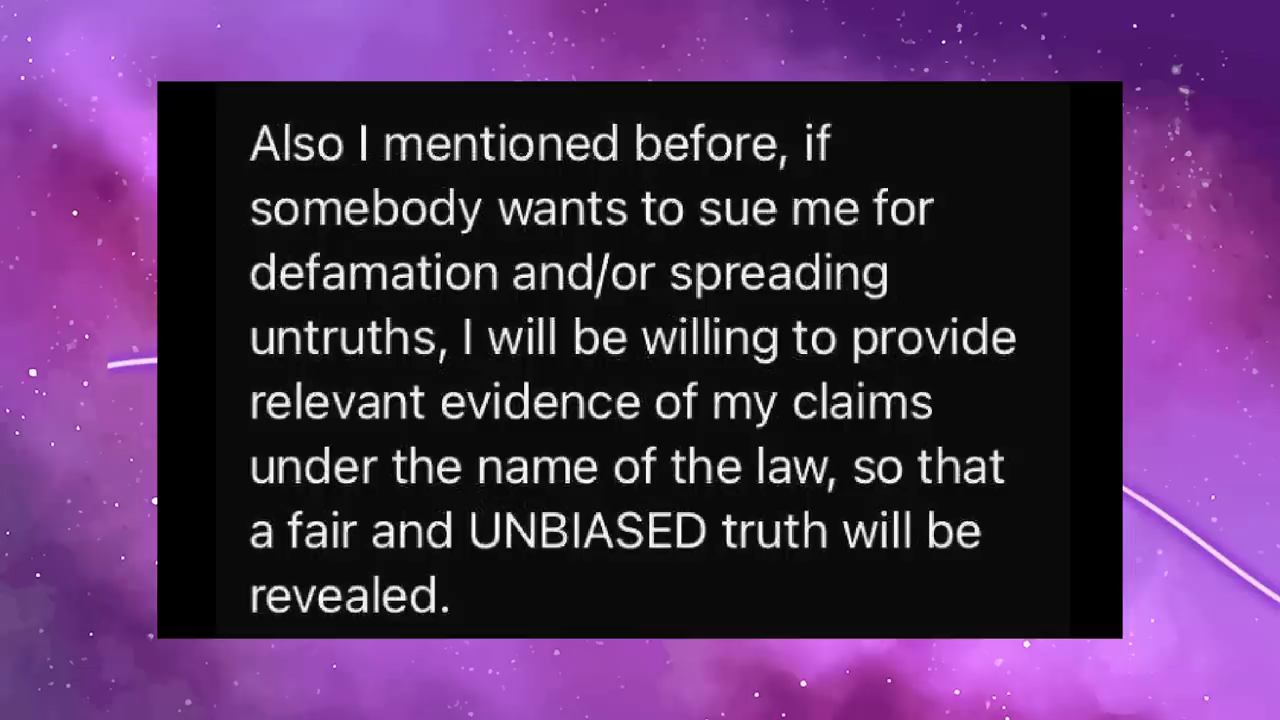 Also I mentioned before, if
somebody wants to sue me for
defamation and/or spreading
untruths, I will be willing to provide
relevant evidence of my claims
under the name of the law, so that
a fair and UNBIASED truth will be
revealed.